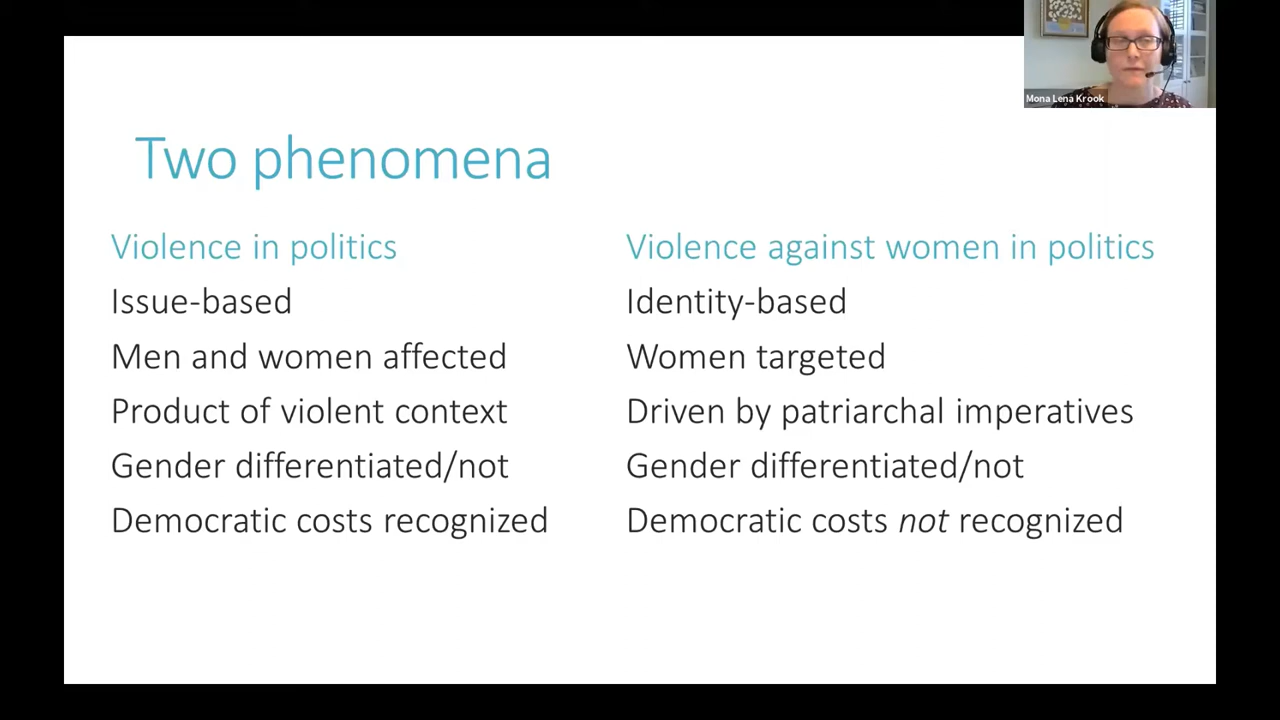 Mona Lena Krook
Two phenomena
Violence in politics
Issue-based
Men and women affected
Product of violent context
Gender differentiated/not
Democratic costs recognized
Violence against women in politics
Identity-based
Women targeted
Driven by patriarchal imperatives
Gender differentiated/not
Democratic costs not recognized